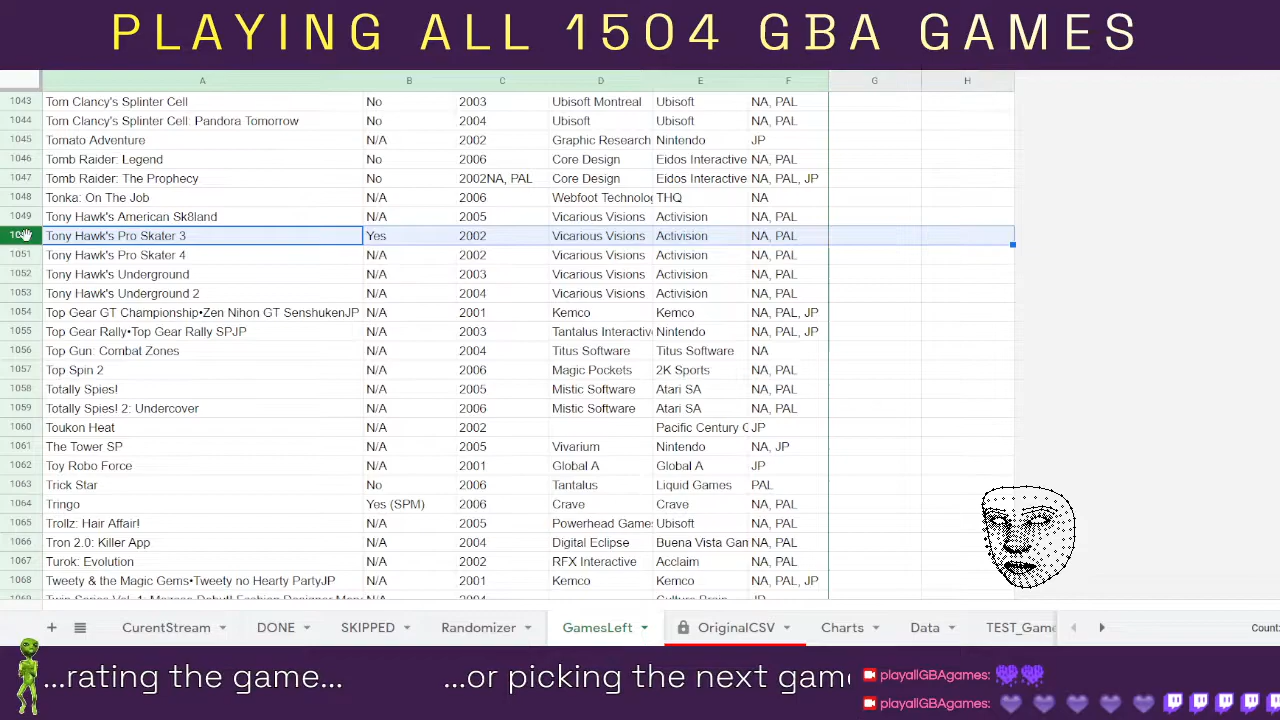 PLAYING ALL 1504 GBA GAMES
A B C D E F G H
1043 Tom Clancy's Splinter Cell No 2003 Ubisoft Montreal Ubisoft NA, PAL
1044 Tom Clancy's Splinter Cell: Pandora Tomorrow No 2004 Ubisoft Ubisoft NA, PAL
1045 Tomato Adventure N/A 2002 Graphic Research Nintendo JP
1046 Tomb Raider: Legend No 2006 Core Design Eidos Interactive NA, PAL
1047 Tomb Raider: The Prophecy No 2002NA, PAL Core Design Eidos Interactive NA, PAL, JP
1048 Tonka: On The Job N/A 2006 Webfoot Technolo THQ NA
1049 Tony Hawk's American Sk8land N/A 2005 Vicarious Visions Activision NA, PAL
Tony Hawk's Pro Skater 3 Yes 2002 Vicarious Visions Activision NA, PAL
1051 Tony Hawk's Pro Skater 4 N/A 2002 Vicarious Visions Activision NA, PAL
1052 Tony Hawk's Underground N/A 2003 Vicarious Visions Activision NA, PAL
1053 Tony Hawk's Underground 2 N/A 2004 Vicarious Visions Activision NA, PAL
1054 Top Gear GT Championship•Zen Nihon GT SenshukenJP N/A 2001 Kemco Kemco NA, PAL, JP
1055 Top Gear Rally•Top Gear Rally SPJP N/A 2003 Tantalus Interactiv Nintendo NA, PAL, JP
1056 Top Gun: Combat Zones N/A 2004 Titus Software Titus Software NA
1057 Top Spin 2 N/A 2006 Magic Pockets 2K Sports NA, PAL
1058 Totally Spies! N/A 2005 Mistic Software Atari SA NA, PAL
1059 Totally Spies! 2: Undercover N/A 2006 Mistic Software Atari SA NA, PAL
1060 Toukon Heat N/A 2002 Pacific Century C JP
1061 The Tower SP N/A 2005 Vivarium Nintendo NA, JP
1062 Toy Robo Force N/A 2001 Global A Global A JP
1063 Trick Star No 2006 Tantalus Liquid Games PAL
1064 Tringo Yes (SPM) 2006 Crave Crave NA, PAL
1065 Trollz: Hair Affair! N/A 2005 Powerhead Game Ubisoft NA, PAL
1066 Tron 2.0: Killer App N/A 2004 Digital Eclipse Buena Vista Gan NA, PAL
1067 Turok: Evolution N/A 2002 RFX Interactive Acclaim NA, PAL
1068 Tweety & the Magic Gems•Tweety no Hearty PartyJP N/A 2001 Kemco Kemco NA, PAL, JP
+ CurentStream DONE SKIPPED Randomizer GamesLeft OriginalCSV Charts Data TEST_Game Count:
...rating the game... ...or picking the next game
playallGBAgames:
playallGBAgames: